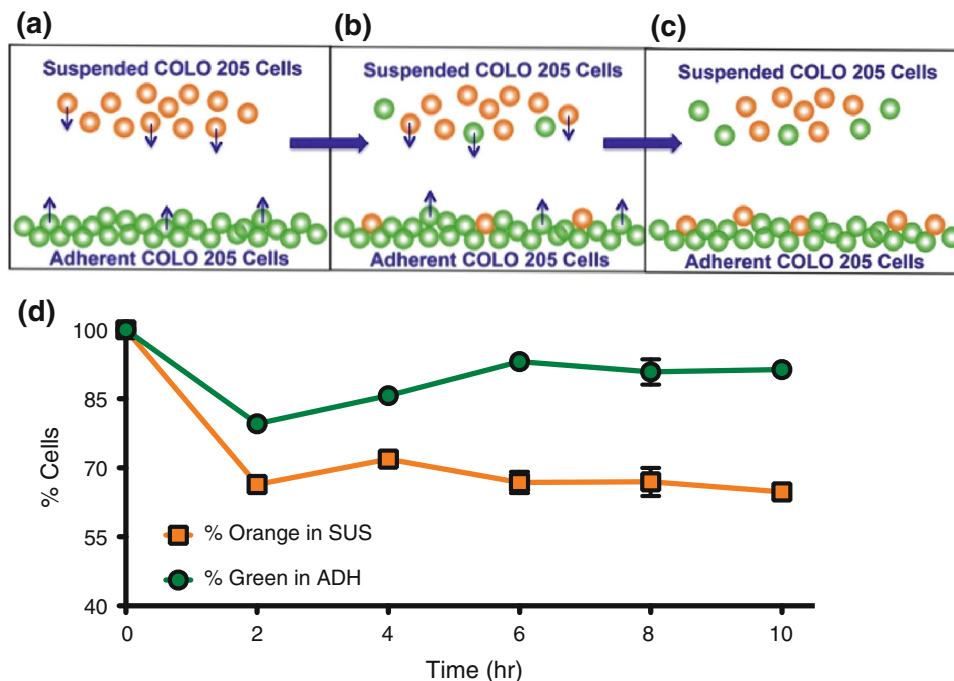 (a)
(b)
(c)
Suspended COLO 205 Cells
Suspended COLO 205 Cells
Suspended COLO 205 Cells
Adherent COLO 205 Cells
Adherent COLO 205 Cells
Adherent COLO 205 Cells
(d)
100
85
70
55
40
% Cells
% Orange in SUS
% Green in ADH
0
2
4
6
8
10
Time (hr)